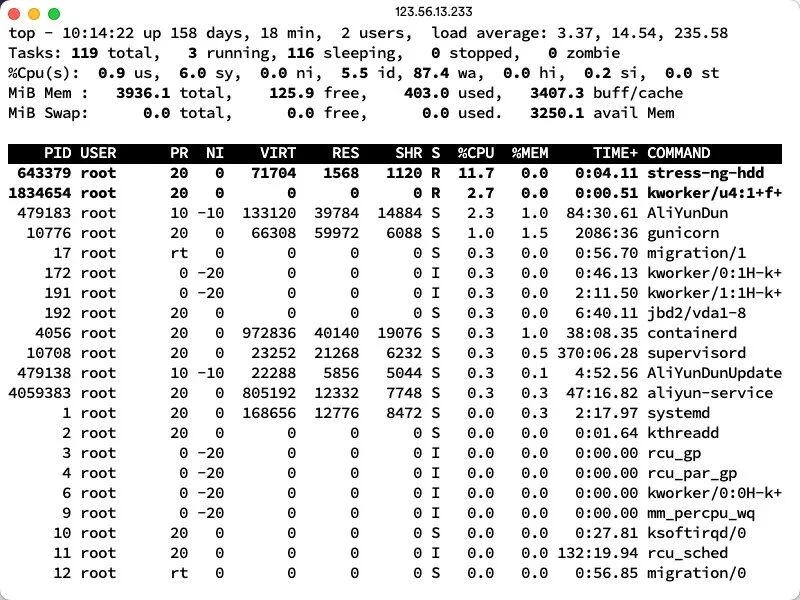 123.56.13.233
top - 10:14:22 up 158 days, 18 min,  2 users,  load average: 3.37, 14.54, 235.58
Tasks: 119 total,   3 running, 116 sleeping,   0 stopped,   0 zombie
%Cpu(s):  0.9 us,  6.0 sy,  0.0 ni,  5.5 id, 87.4 wa,  0.0 hi,  0.2 si,  0.0 st
MiB Mem :   3936.1 total,    125.9 free,    403.0 used,   3407.3 buff/cache
MiB Swap:      0.0 total,      0.0 free,      0.0 used.   3250.1 avail Mem
PID USER      PR  NI    VIRT    RES    SHR S  %CPU  %MEM     TIME+ COMMAND
643379 root      20   0   71704   1568   1120 R  11.7   0.0   0:04.11 stress-ng-hdd
1834654 root      20   0       0      0      0 R   2.7   0.0   0:00.51 kworker/u4:1+f+
479183 root      10 -10  133120  39784  14884 S   2.3   1.0  84:30.61 AliYunDun
10776 root      20   0   66308  59972   6088 S   1.0   1.5   2086:36 gunicorn
17 root      rt   0       0      0      0 S   0.3   0.0   0:56.70 migration/1
172 root       0 -20       0      0      0 I   0.3   0.0   0:46.13 kworker/0:1H-k+
191 root       0 -20       0      0      0 I   0.3   0.0   2:11.50 kworker/1:1H-k+
192 root      20   0       0      0      0 S   0.3   0.0   6:40.11 jbd2/vda1-8
4056 root      20   0  972836  40140  19076 S   0.3   1.0  38:08.35 containerd
10708 root      20   0   23252  21268   6232 S   0.3   0.5 370:06.28 supervisord
479138 root      10 -10   22288   5856   5044 S   0.3   0.1   4:52.56 AliYunDunUpdate
4059383 root      20   0  805192  12332   7748 S   0.3   0.3  47:16.82 aliyun-service
1 root      20   0  168656  12776   8472 S   0.0   0.3   2:17.97 systemd
2 root      20   0       0      0      0 S   0.0   0.0   0:01.64 kthreadd
3 root       0 -20       0      0      0 I   0.0   0.0   0:00.00 rcu_gp
4 root       0 -20       0      0      0 I   0.0   0.0   0:00.00 rcu_par_gp
6 root       0 -20       0      0      0 I   0.0   0.0   0:00.00 kworker/0:0H-k+
9 root       0 -20       0      0      0 I   0.0   0.0   0:00.00 mm_percpu_wq
10 root      20   0       0      0      0 S   0.0   0.0   0:27.81 ksoftirqd/0
11 root      20   0       0      0      0 I   0.0   0.0 132:19.94 rcu_sched
12 root      rt   0       0      0      0 S   0.0   0.0   0:56.85 migration/0